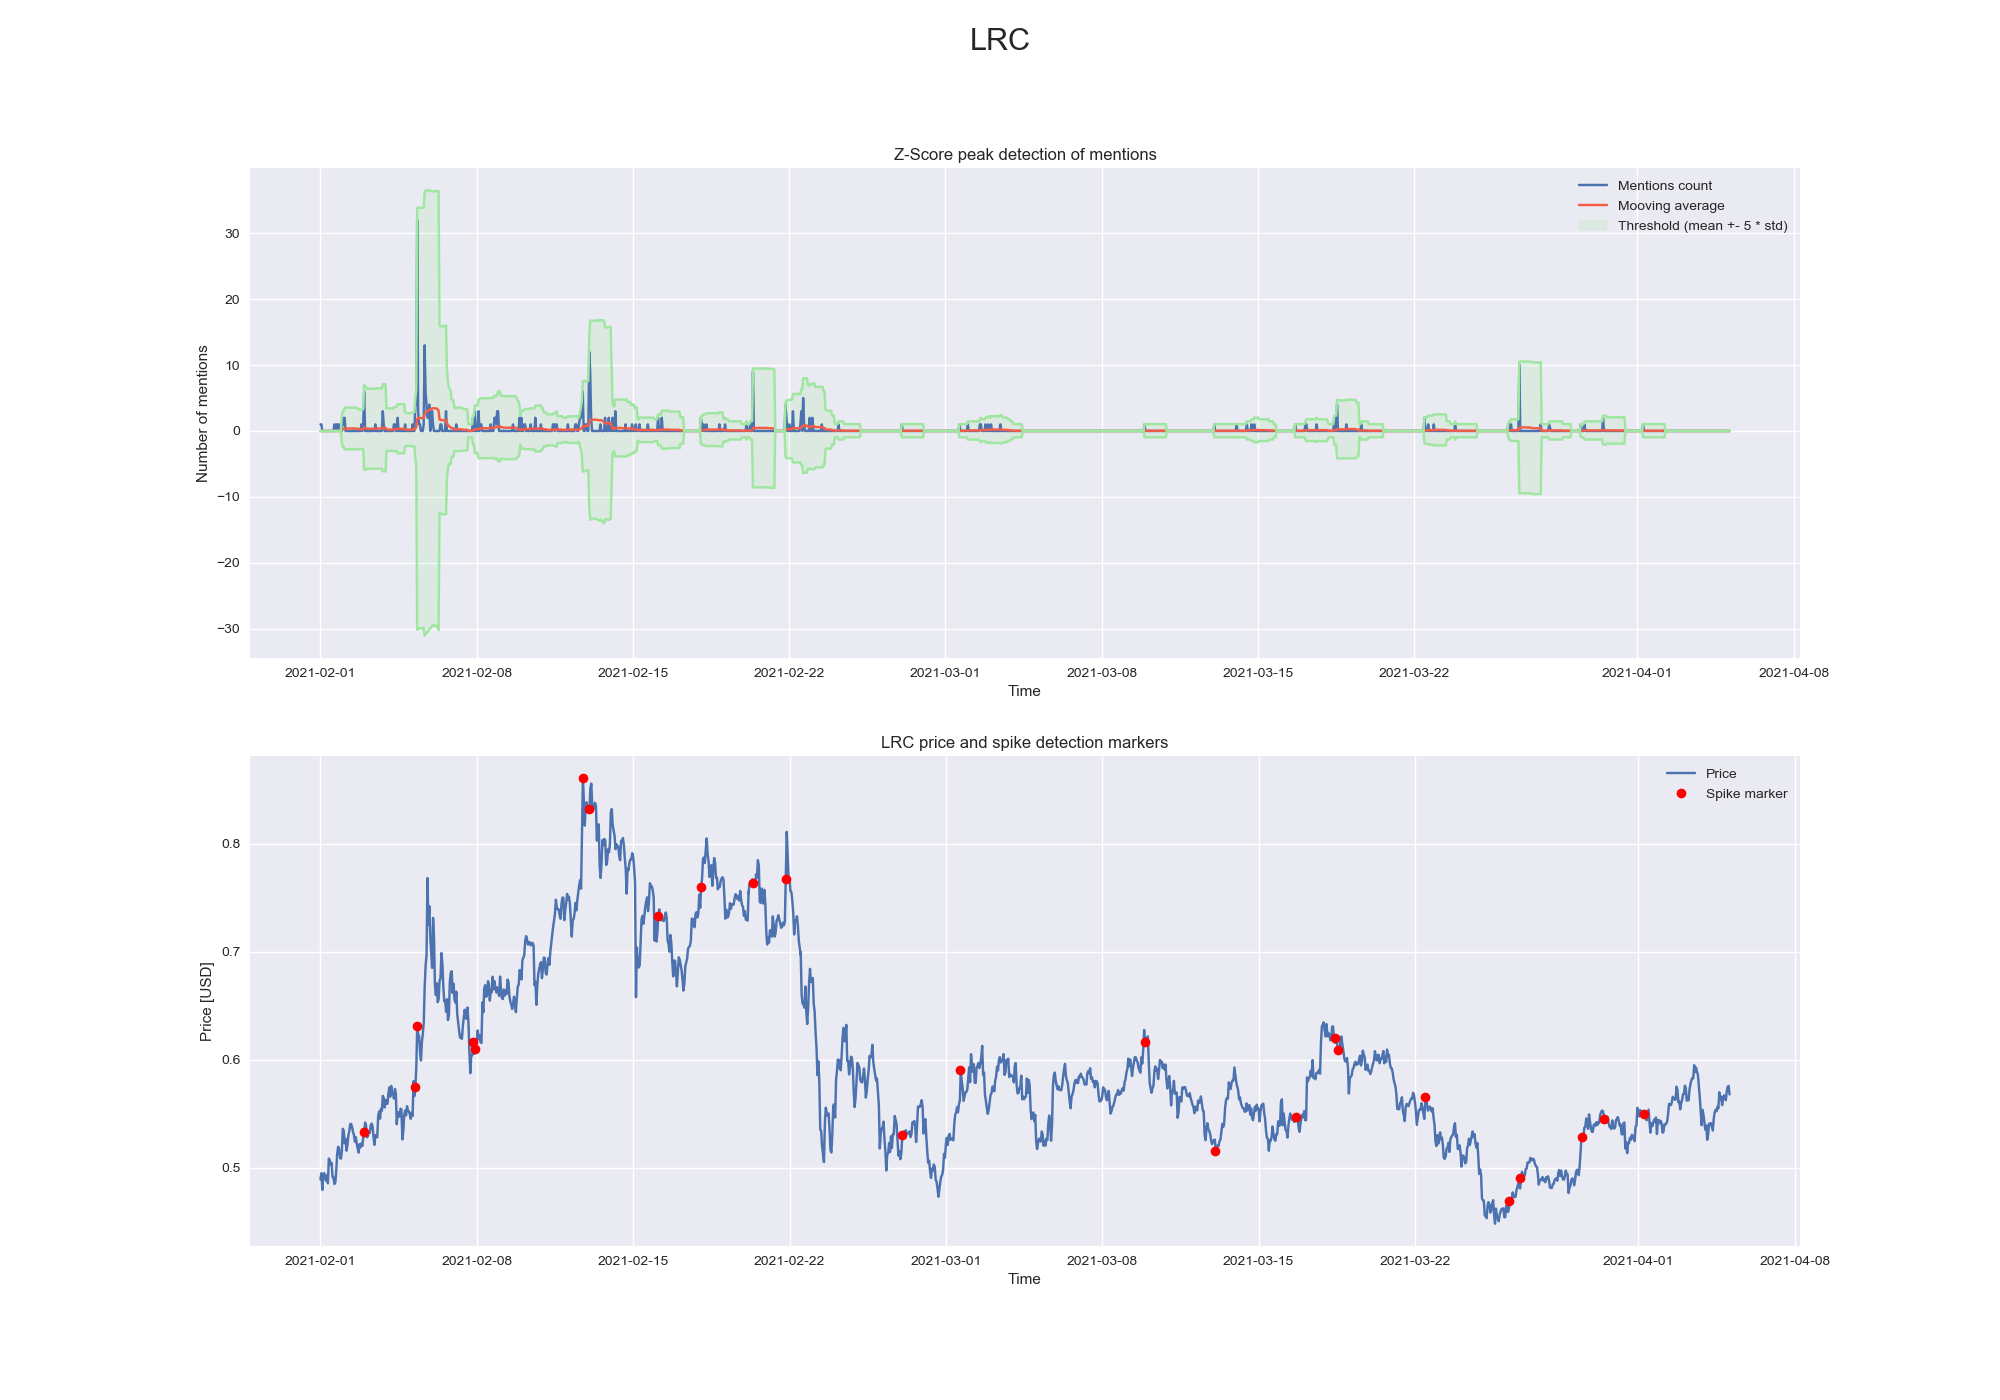 LRC
Z-Score peak detection of mentions
Mentions count
Mooving average
Threshold (mean +- 5 * std)
Number of mentions
30
20
10
0
−10
−20
−30
2021-02-01 2021-02-08 2021-02-15 2021-02-22 2021-03-01 2021-03-08 2021-03-15 2021-03-22 2021-04-01 2021-04-08
Time
LRC price and spike detection markers
Price
Spike marker
Price [USD]
0.8
0.7
0.6
0.5
2021-02-01 2021-02-08 2021-02-15 2021-02-22 2021-03-01 2021-03-08 2021-03-15 2021-03-22 2021-04-01 2021-04-08
Time